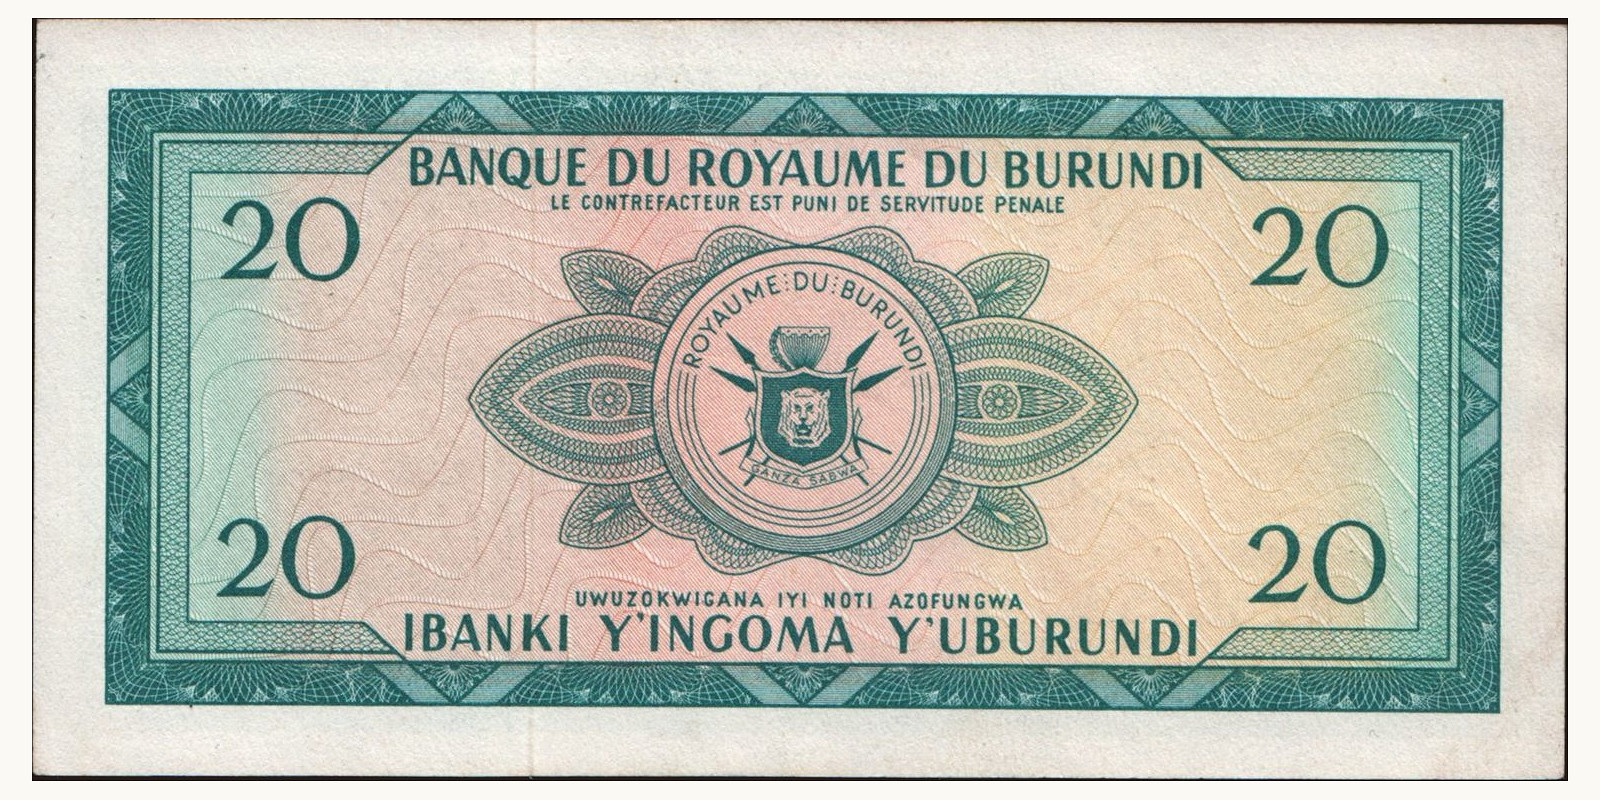 BANQUE DU ROYAUME DU BURUNDI
LE CONTREFACTEUR EST PUNI DE SERVITUDE PENALE
20
20
ROYAUME:DU:BURUNDI
GANZA SABWA
20
20
UWUZOKWIGANA IYI NOTI AZOFUNGWA
IBANKI Y'INGOMA Y'UBURUNDI